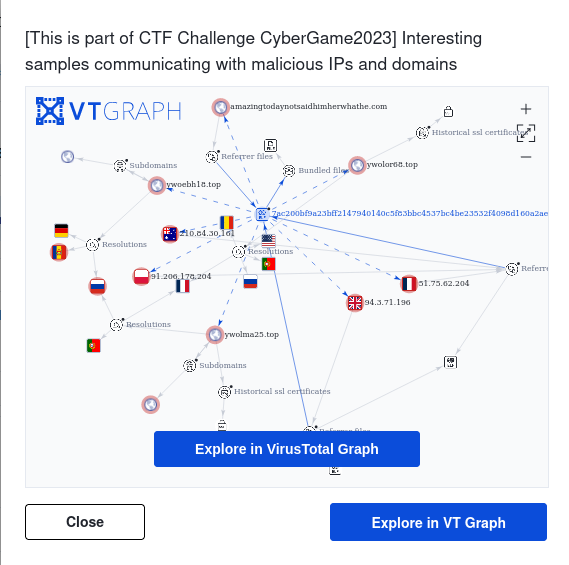 [This is part of CTF Challenge CyberGame2023] Interesting
samples communicating with malicious IPs and domains
VTGRAPH
amazingtodaynotsaidhimherwhathe.com
Historical ssl certificates
Referrer files
Subdomains
Bundled files
ywolor68.top
ywoebh18.top
210.84.30.161
Resolutions
Resolutions
91.206.178.204
51.75.62.204
94.3.71.196
Resolutions
ywolma25.top
Subdomains
Historical ssl certificates
Referrer files
Explore in VirusTotal Graph
Close
Explore in VT Graph